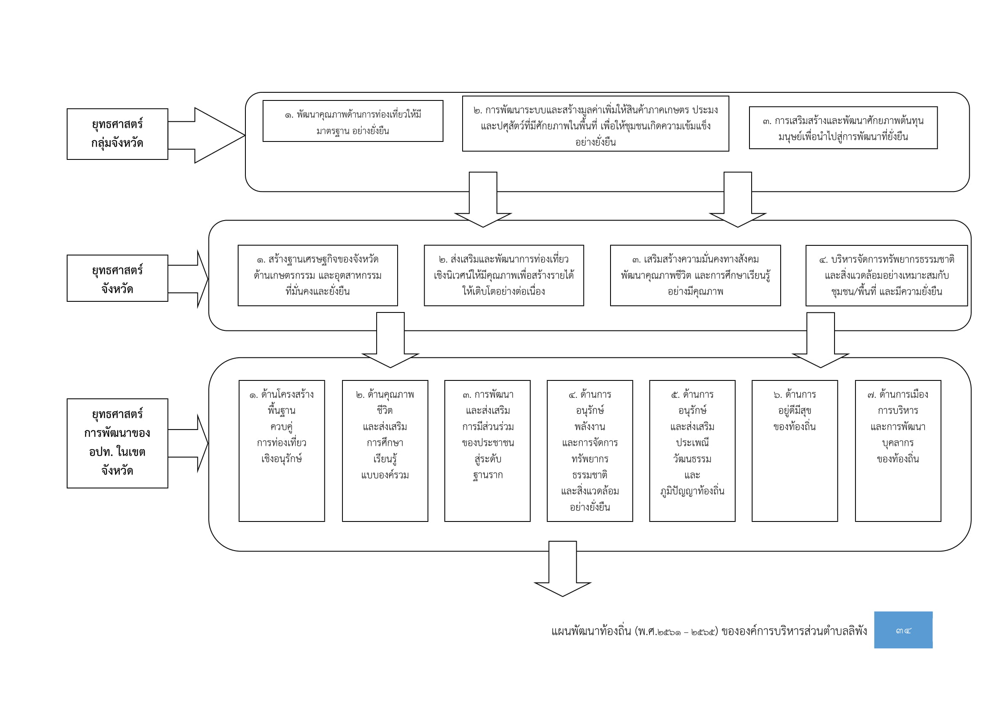 ยุทธศาสตร์
กลุ่มจังหวัด
๑. พัฒนาคุณภาพด้านการท่องเที่ยวให้มี
มาตรฐาน อย่างยั่งยืน
๒. การพัฒนาระบบและสร้างมูลค่าเพิ่มให้สินค้าภาคเกษตร ประมง
และปศุสัตว์ที่มีศักยภาพในพื้นที่ เพื่อให้ชุมชนเกิดความเข้มแข็ง
อย่างยั่งยืน
๓. การเสริมสร้างและพัฒนาศักยภาพต้นทุน
มนุษย์เพื่อนำไปสู่การพัฒนาที่ยั่งยืน
ยุทธศาสตร์
จังหวัด
๑. สร้างฐานเศรษฐกิจของจังหวัด
ด้านเกษตรกรรม และอุตสาหกรรม
ที่มั่นคงและยั่งยืน
๒. ส่งเสริมและพัฒนาการท่องเที่ยว
เชิงนิเวศน์ให้มีคุณภาพเพื่อสร้างรายได้
ให้เติบโตอย่างต่อเนื่อง
๓. เสริมสร้างความมั่นคงทางสังคม
พัฒนาคุณภาพชีวิต และการศึกษาเรียนรู้
อย่างมีคุณภาพ
๔. บริหารจัดการทรัพยากรธรรมชาติ
และสิ่งแวดล้อมอย่างเหมาะสมกับ
ชุมชน/พื้นที่ และมีความยั่งยืน
ยุทธศาสตร์
การพัฒนาของ
อปท. ในเขต
จังหวัด
๑. ด้านโครงสร้าง
พื้นฐาน
ควบคู่
การท่องเที่ยว
เชิงอนุรักษ์
๒. ด้านคุณภาพ
ชีวิต
และส่งเสริม
การศึกษา
เรียนรู้
แบบองค์รวม
๓. การพัฒนา
และส่งเสริม
การมีส่วนร่วม
ของประชาชน
สู่ระดับ
ฐานราก
๔. ด้านการ
อนุรักษ์
พลังงาน
และการจัดการ
ทรัพยากร
ธรรมชาติ
และสิ่งแวดล้อม
อย่างยั่งยืน
๕. ด้านการ
อนุรักษ์
และส่งเสริม
ประเพณี
วัฒนธรรม
และ
ภูมิปัญญาท้องถิ่น
๖. ด้านการ
อยู่ดีมีสุข
ของท้องถิ่น
๗. ด้านการเมือง
การบริหาร
และการพัฒนา
บุคลากร
ของท้องถิ่น
แผนพัฒนาท้องถิ่น (พ.ศ.๒๕๖๑ – ๒๕๖๕) ขององค์การบริหารส่วนตำบลลิพัง
๓๔